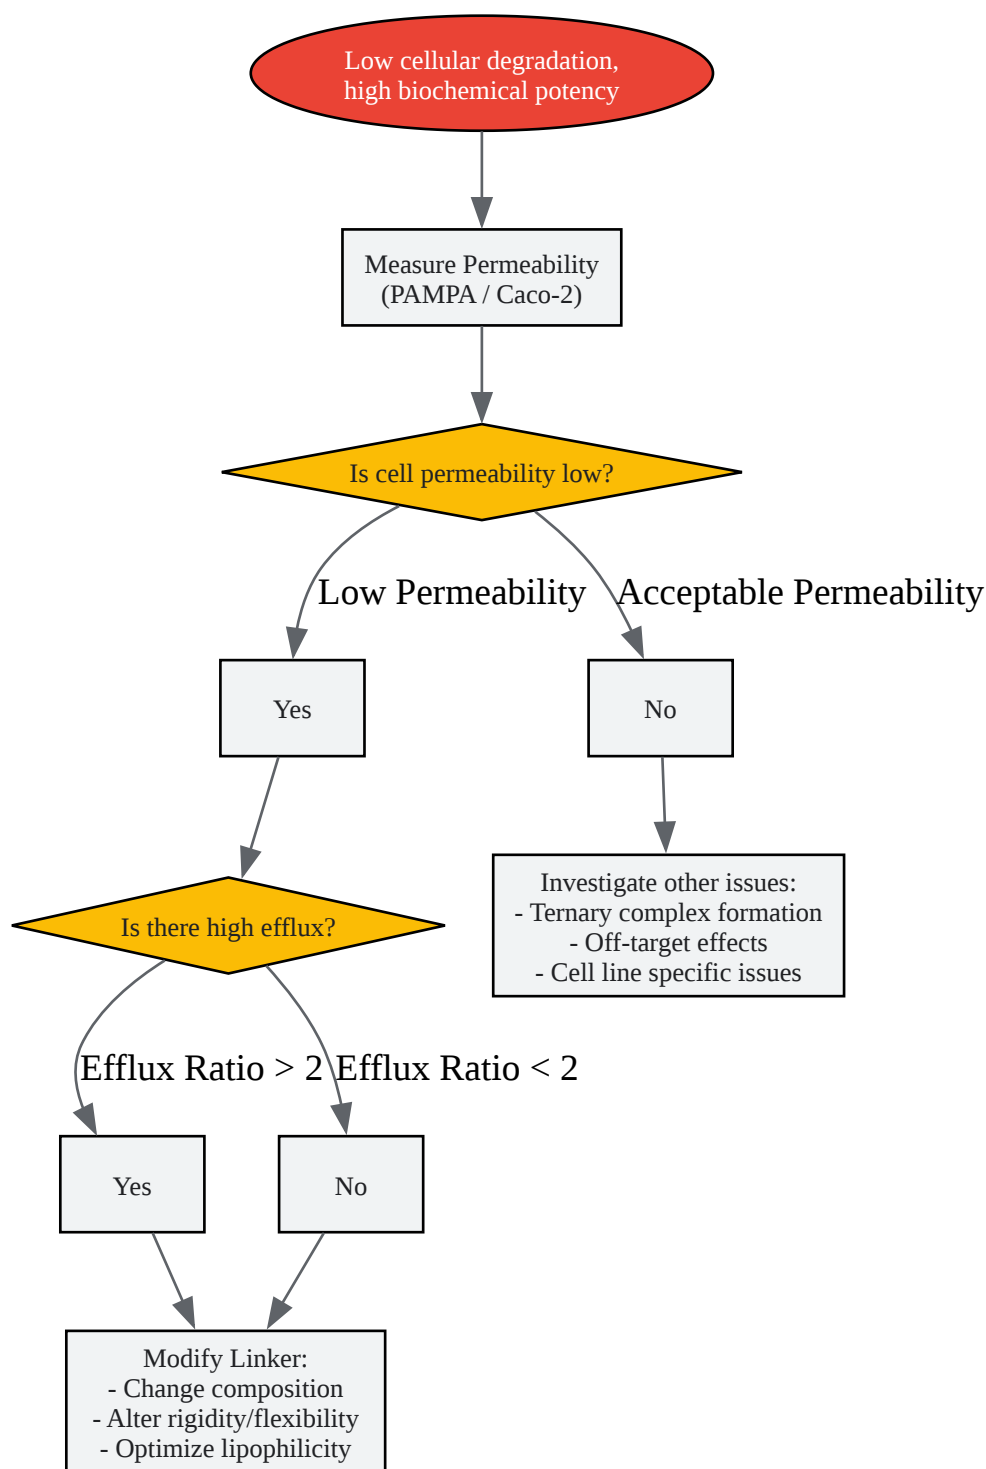 Low cellular degradation,
high biochemical potency
Measure Permeability
(PAMPA / Caco-2)
Is cell permeability low?
Low Permeability
Acceptable Permeability
Yes
No
Investigate other issues:
- Ternary complex formation
- Off-target effects
- Cell line specific issues
Is there high efflux?
Efflux Ratio > 2
Efflux Ratio < 2
Yes
No
Modify Linker:
- Change composition
- Alter rigidity/flexibility
- Optimize lipophilicity